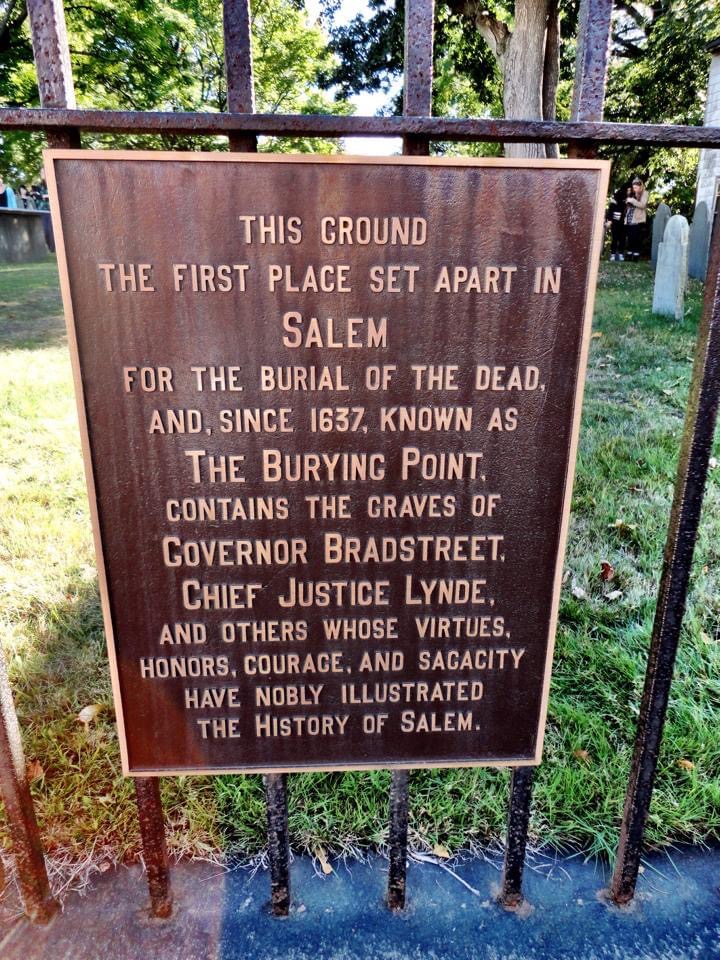 THIS GROUND
THE FIRST PLACE SET APART IN
SALEM
FOR THE BURIAL OF THE DEAD,
AND, SINCE 1637, KNOWN AS
THE BURYING POINT,
CONTAINS THE GRAVES OF
GOVERNOR BRADSTREET,
CHIEF JUSTICE LYNDE,
AND OTHERS WHOSE VIRTUES,
HONORS, COURAGE, AND SAGACITY
HAVE NOBLY ILLUSTRATED
THE HISTORY OF SALEM.